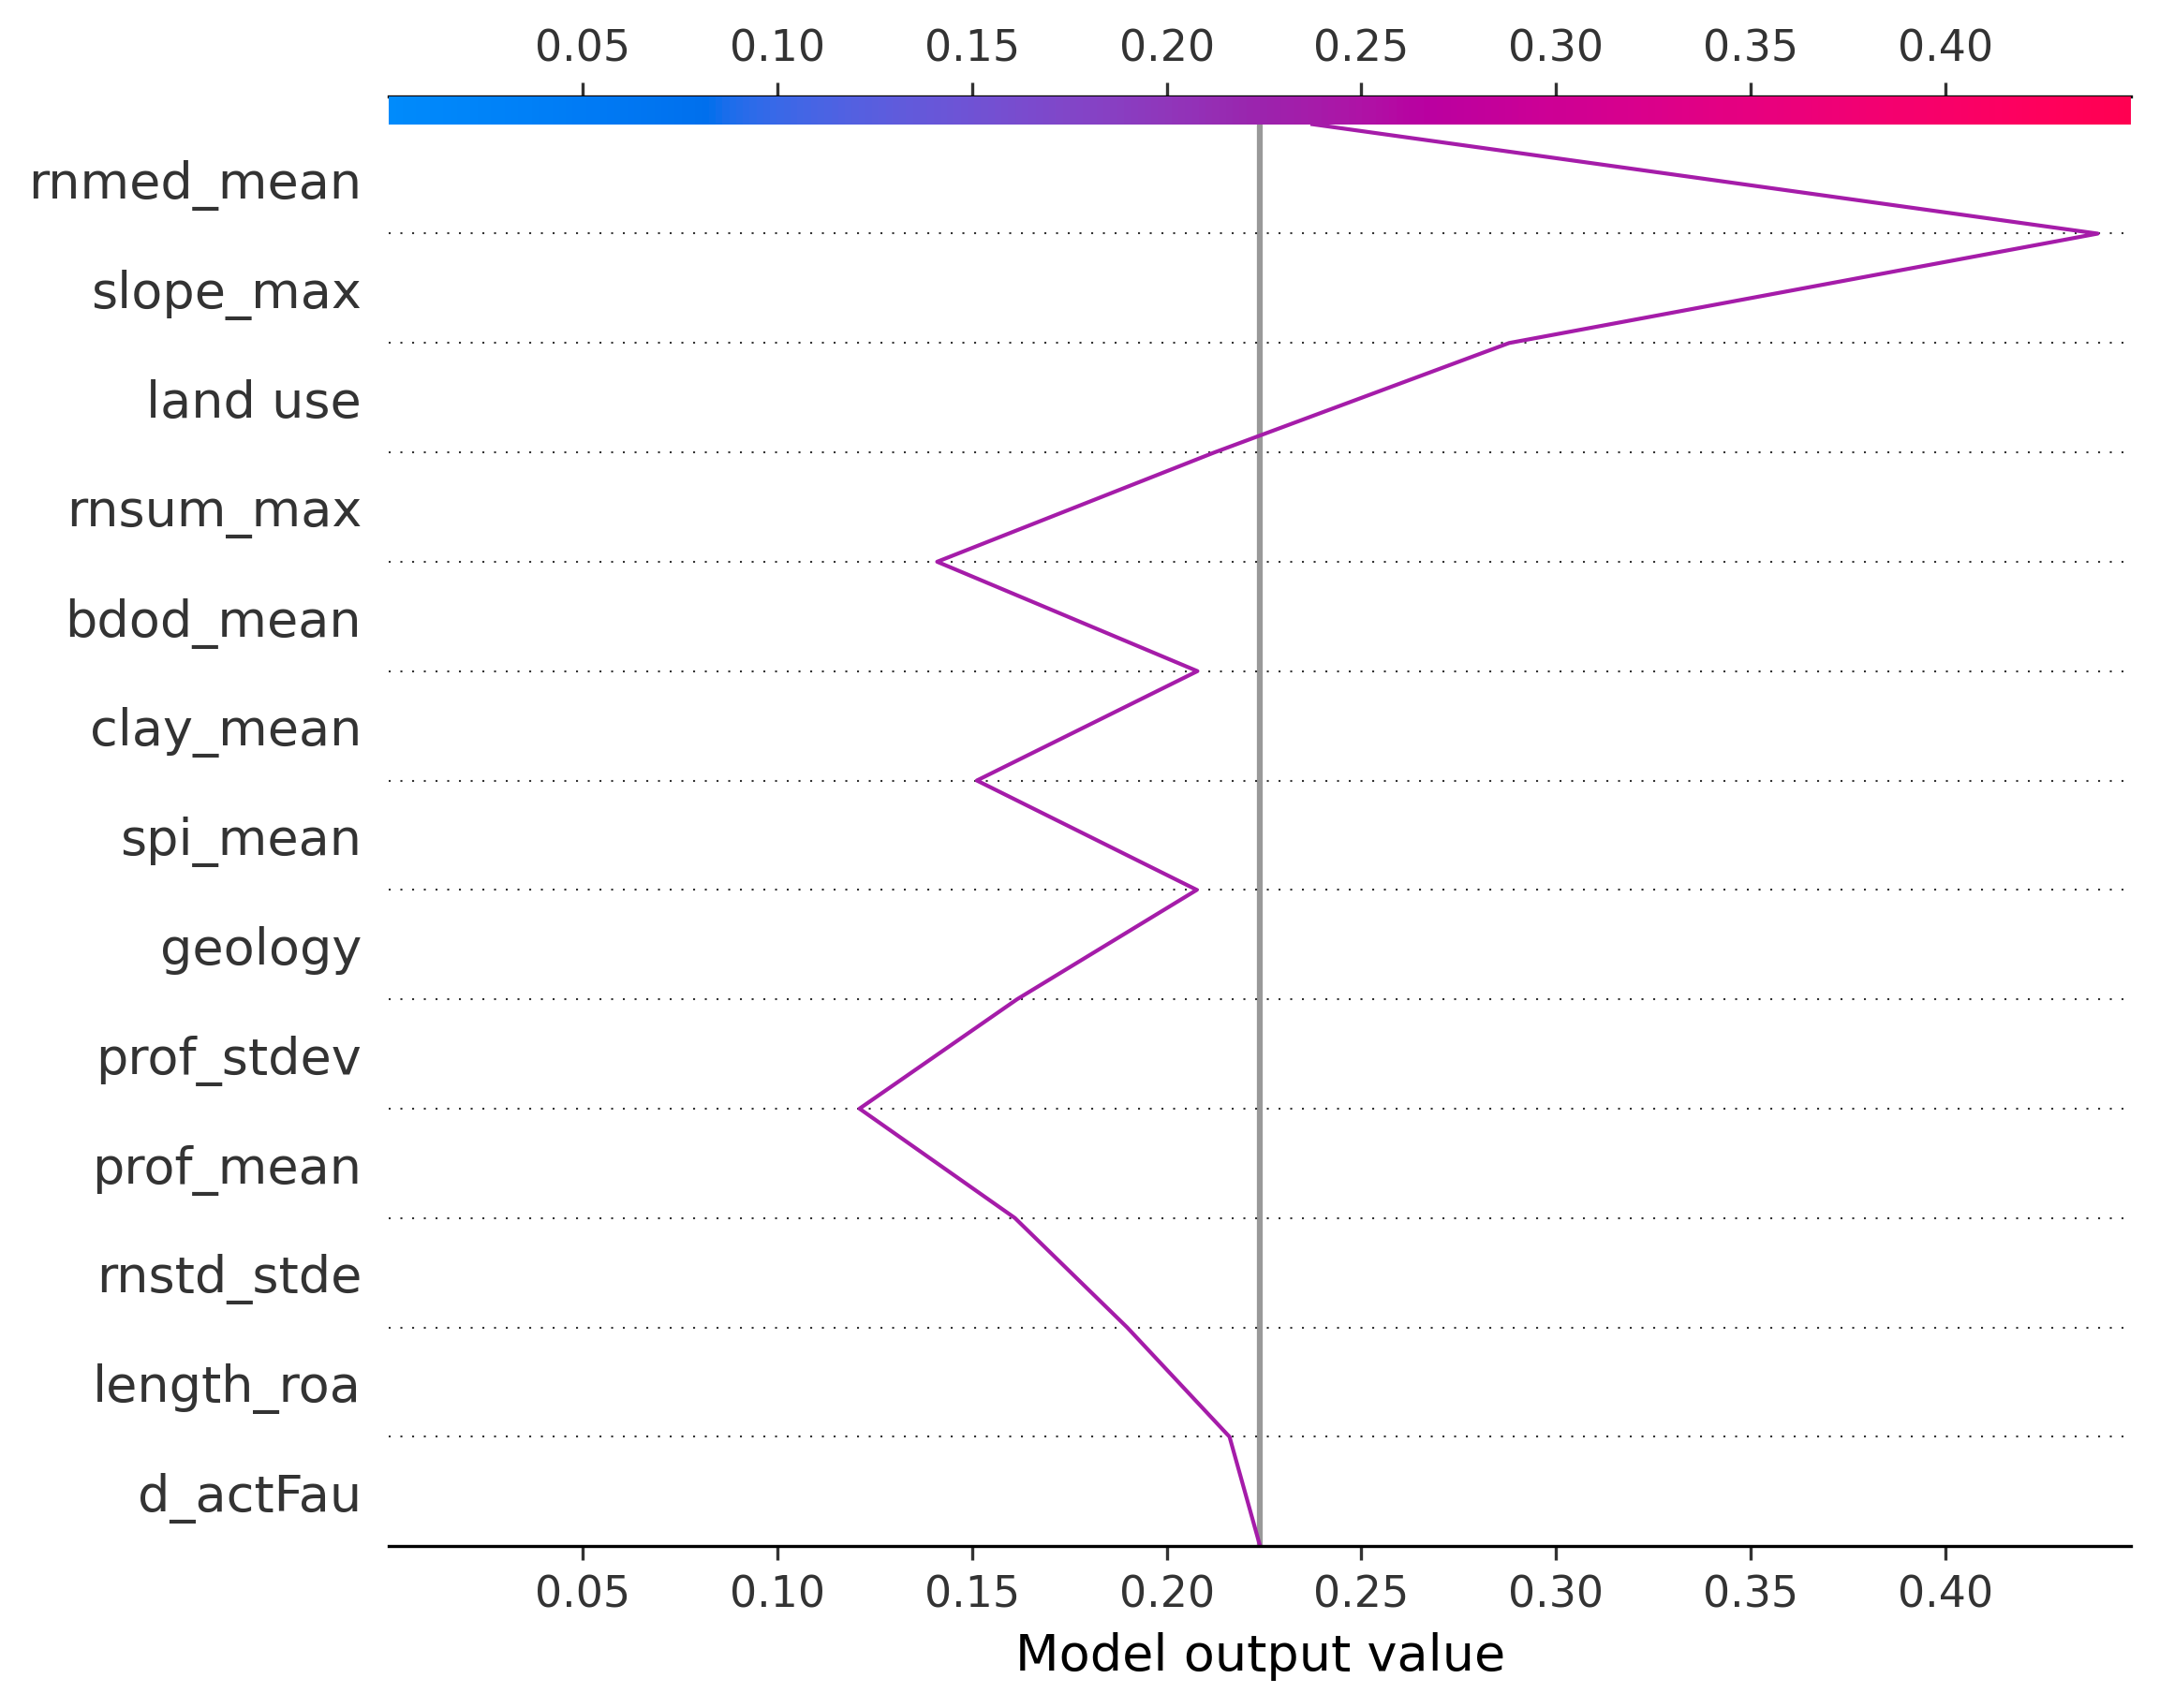 0.05 0.10 0.15 0.20 0.25 0.30 0.35 0.40
rnmed_mean
slope_max
land use
rnsum_max
bdod_mean
clay_mean
spi_mean
geology
prof_stdev
prof_mean
rnstd_stde
length_roa
d_actFau
0.05 0.10 0.15 0.20 0.25 0.30 0.35 0.40
Model output value